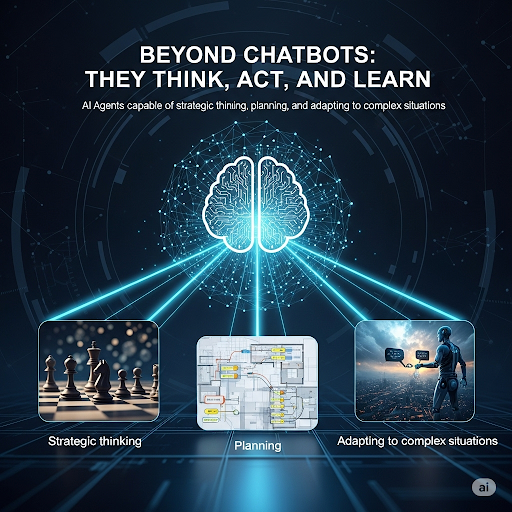 BEYOND CHATBOTS:
THEY THINK, ACT, AND LEARN
AI Agents capable of strategic thining, planning, and adapting to complex situations
Strategic thinking
Planning
Adapting to complex situations
ai